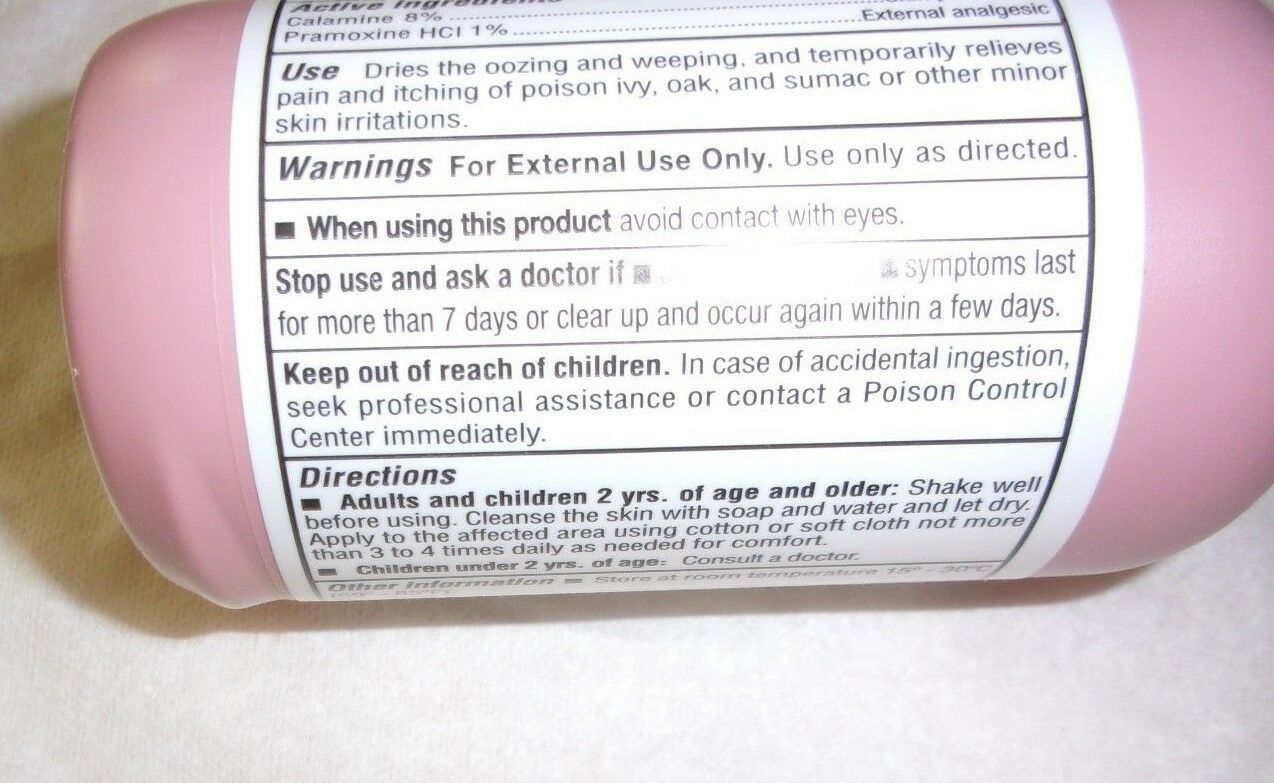 Active Ingredients
Calamine 8%
Pramoxine HCl 1% External analgesic
Use Dries the oozing and weeping, and temporarily relieves
pain and itching of poison ivy, oak, and sumac or other minor
skin irritations.
Warnings For External Use Only. Use only as directed.
■ When using this product avoid contact with eyes.
Stop use and ask a doctor if ■ ■ symptoms last
for more than 7 days or clear up and occur again within a few days.
Keep out of reach of children. In case of accidental ingestion,
seek professional assistance or contact a Poison Control
Center immediately.
Directions
■ Adults and children 2 yrs. of age and older: Shake well
before using. Cleanse the skin with soap and water and let dry.
Apply to the affected area using cotton or soft cloth not more
than 3 to 4 times daily as needed for comfort.
■ Children under 2 yrs. of age: Consult a doctor.
Other information ■ Store at room temperature 15º - 30ºC